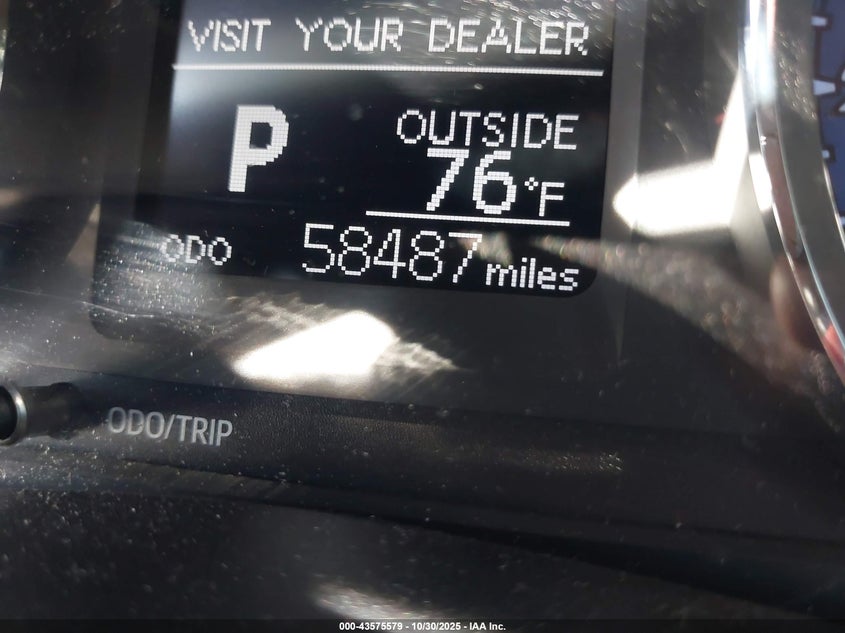 VISIT YOUR DEALER
P
OUTSIDE
76°F
ODO 58487 miles
ODO/TRIP
000-43575579 - 10/30/2025 - IAA Inc.